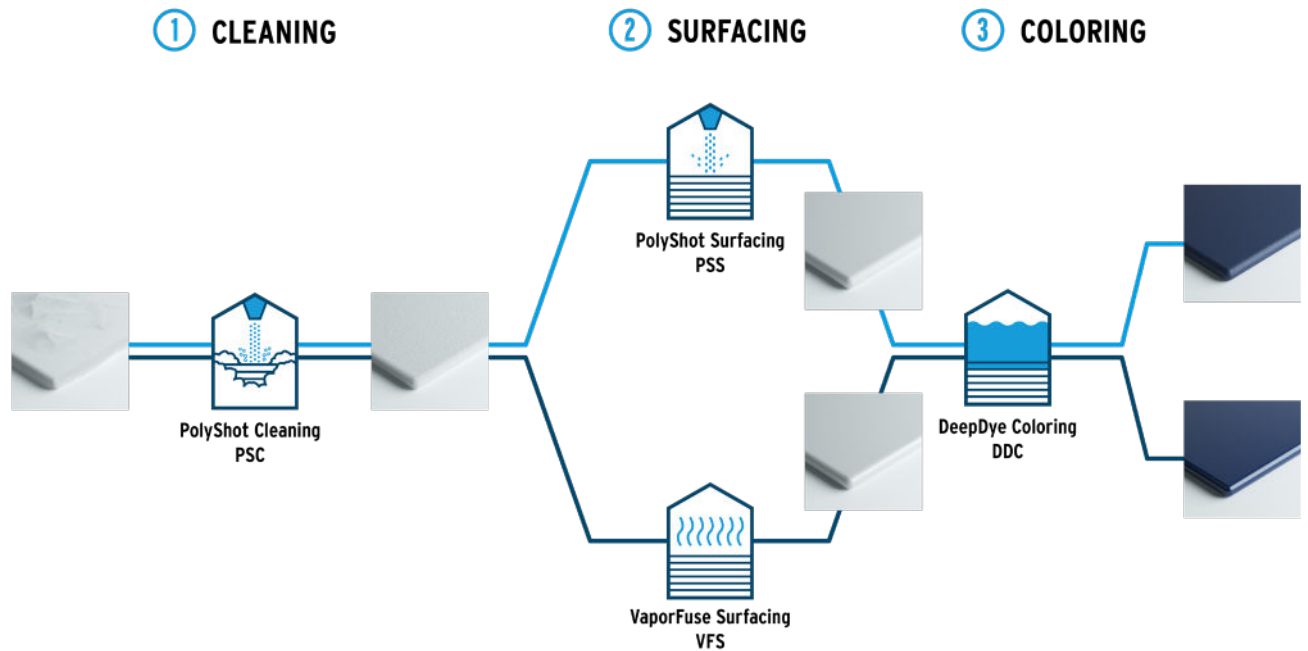 1 CLEANING
2 SURFACING
3 COLORING
PolyShot Surfacing
PSS
PolyShot Cleaning
PSC
DeepDye Coloring
DDC
VaporFuse Surfacing
VFS